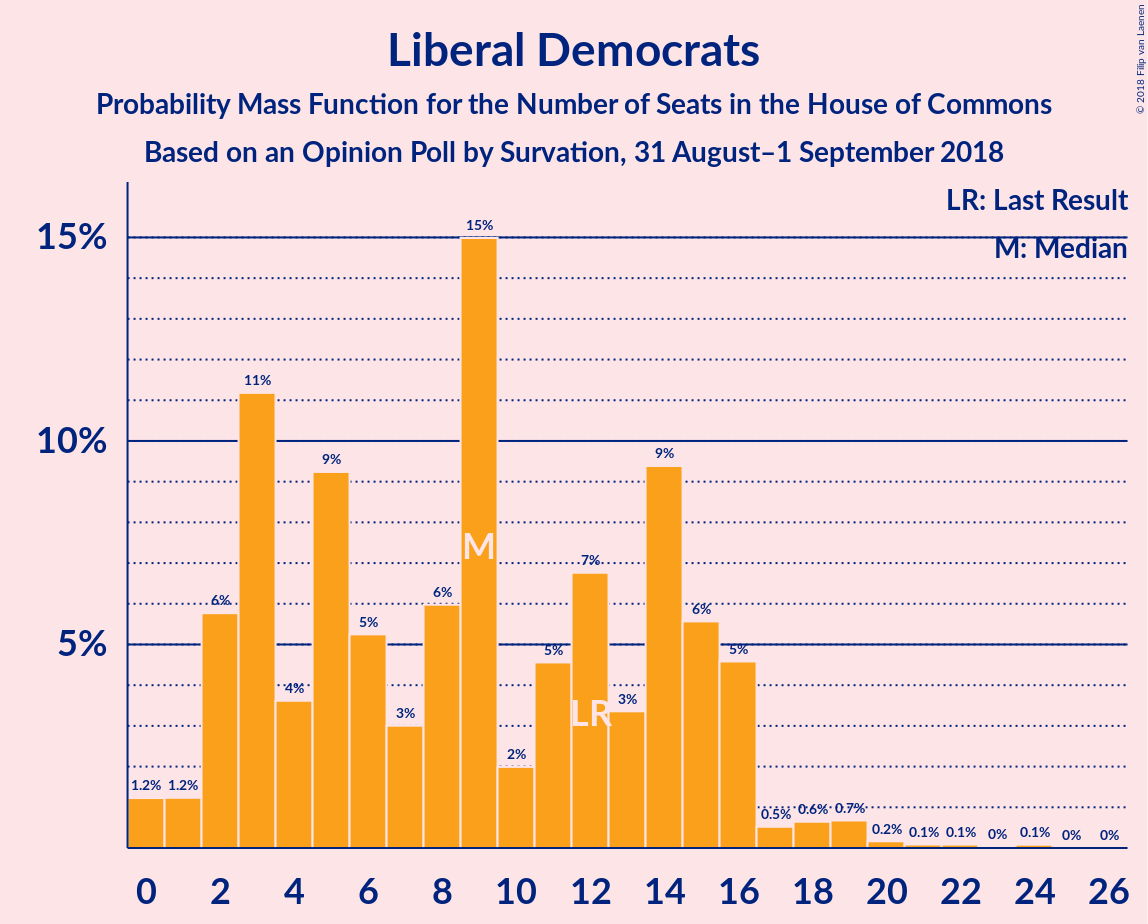 Liberal Democrats
Probability Mass Function for the Number of Seats in the House of Commons
Based on an Opinion Poll by Survation, 31 August–1 September 2018
© 2018 Filip van Laenen
LR: Last Result
M: Median
15%
10%
5%
1.2% 1.2% 6% 11% 4% 9% 5% 3% 6% 15% 2% 5% 7% 3% 9% 6% 5% 0.5% 0.6% 0.7% 0.2% 0.1% 0.1% 0% 0.1% 0% 0%
M
LR
0 2 4 6 8 10 12 14 16 18 20 22 24 26